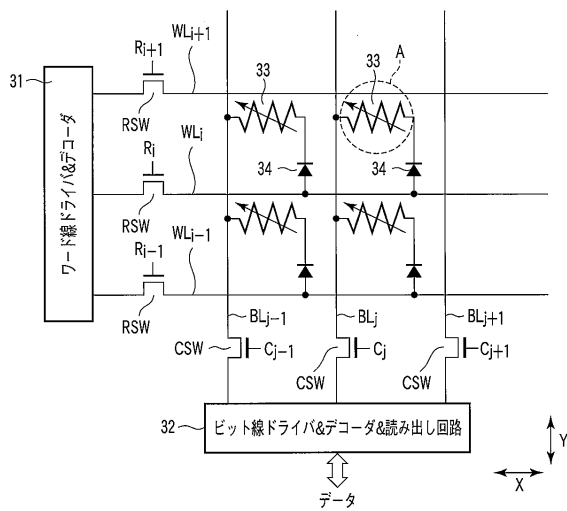 31
ワード線ドライバ&デコーダ
Ri+1
WLi+1
RSW
33
33
A
Ri
WLi
RSW
34
34
Ri-1
WLi-1
RSW
BLj-1
BLj
BLj+1
CSW
Cj-1
CSW
Cj
CSW
Cj+1
32
ビット線ドライバ&デコーダ&読み出し回路
データ
X
Y